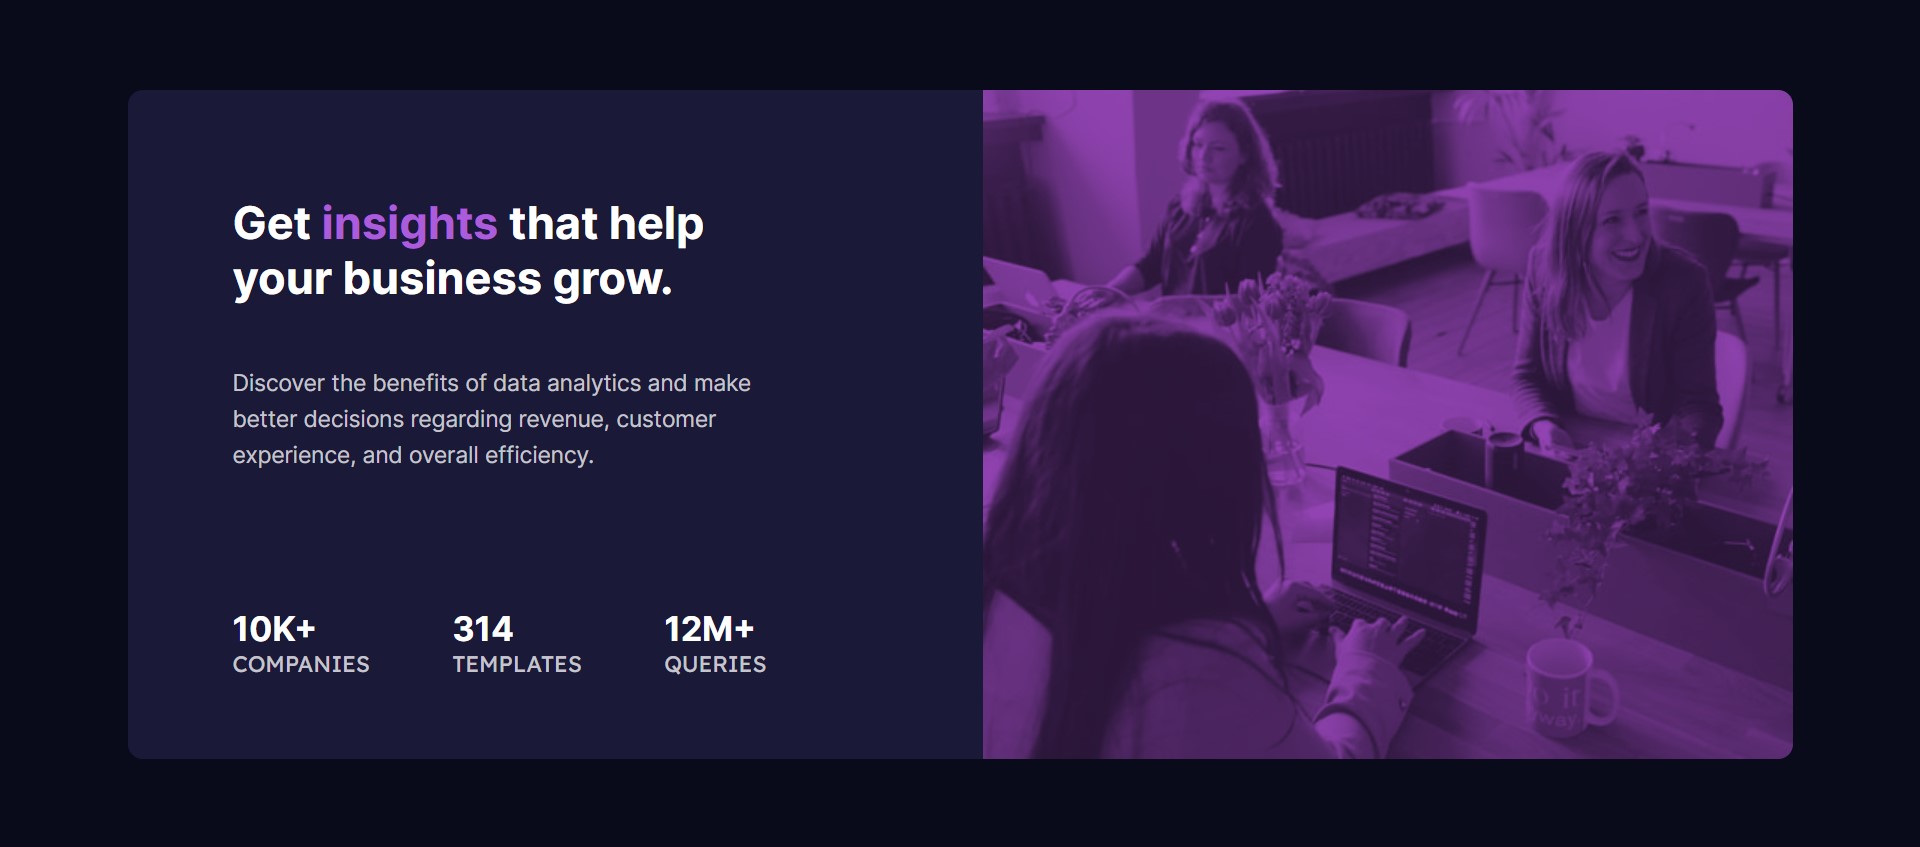 Get insights that help
your business grow.
Discover the benefits of data analytics and make
better decisions regarding revenue, customer
experience, and overall efficiency.
10K+
COMPANIES
314
TEMPLATES
12M+
QUERIES
way